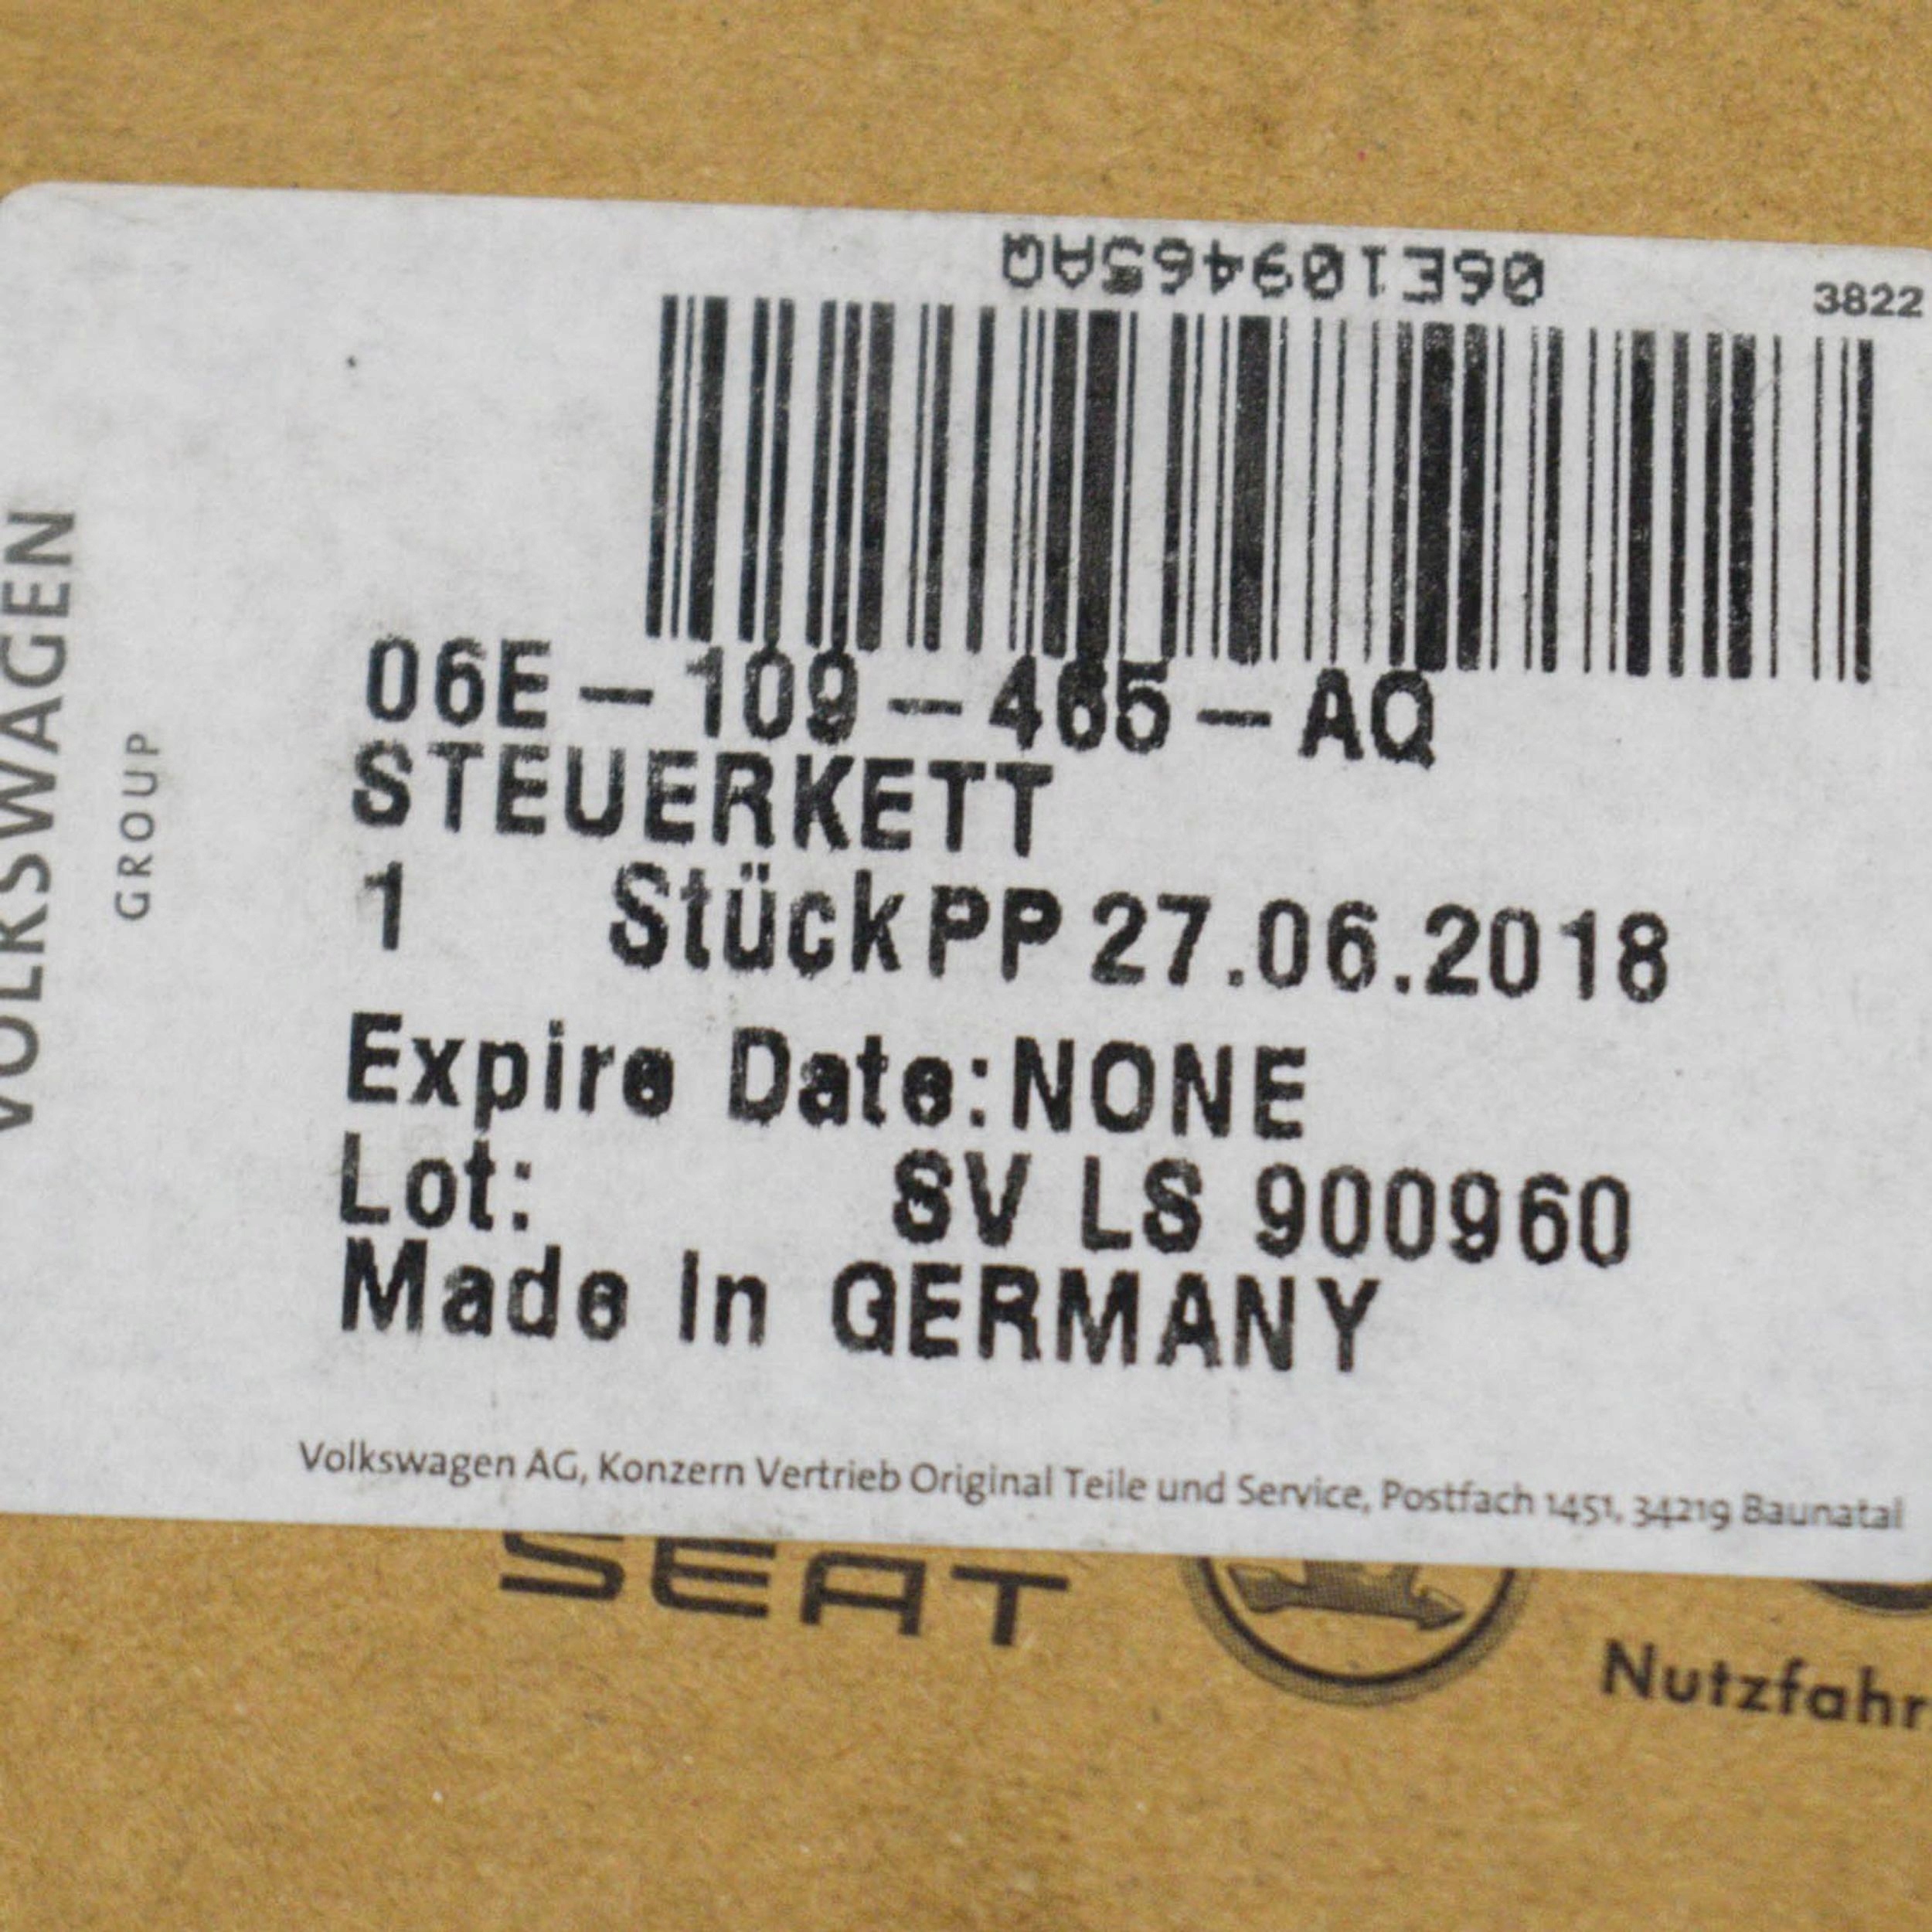 06E109465AQ
3822
VOLKSWAGEN
GROUP
06E-109-465-AQ
STEUERKETT
1 Stück PP 27.06.2018
Expire Date:NONE
Lot: SV LS 900960
Made In GERMANY
Volkswagen AG, Konzern Vertrieb Original Teile und Service, Postfach 1451, 34219 Baunatal
SEAT
Nutzfahr